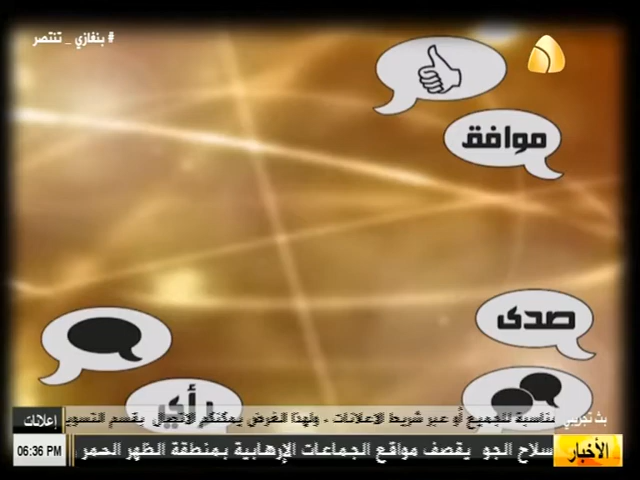 # بنغازي _ تنتصر
موافق
صدى
رأي
إعلانات
مناسبة للجميع أو عبر شريط الاعلانات . ولهذا الغرض يمكنكم الاتصال بقسم التسوي
بث تجريبي
06:36 PM
سلاح الجو يقصف مواقع الجماعات الإرهابية بمنطقة الظهر الحمر
الأخبار